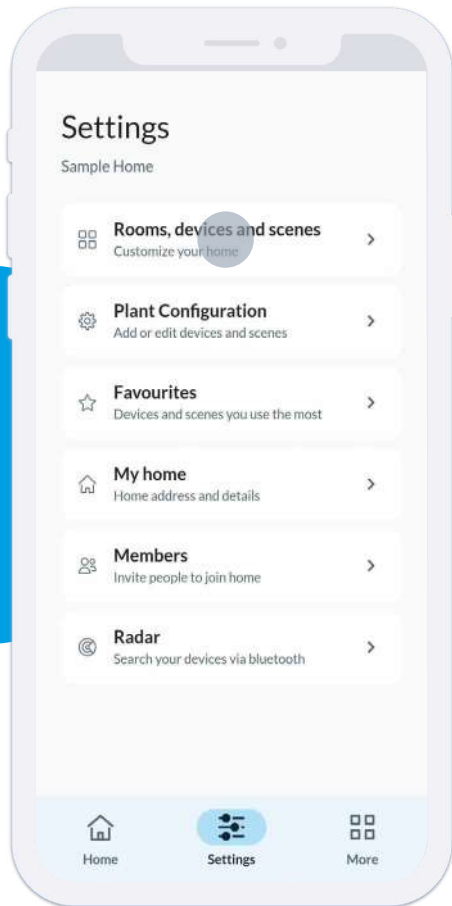 Settings
Sample Home
Rooms, devices and scenes
Customize your home
Plant Configuration
Add or edit devices and scenes
Favourites
Devices and scenes you use the most
My home
Home address and details
Members
Invite people to join home
Radar
Search your devices via bluetooth
Home Settings More